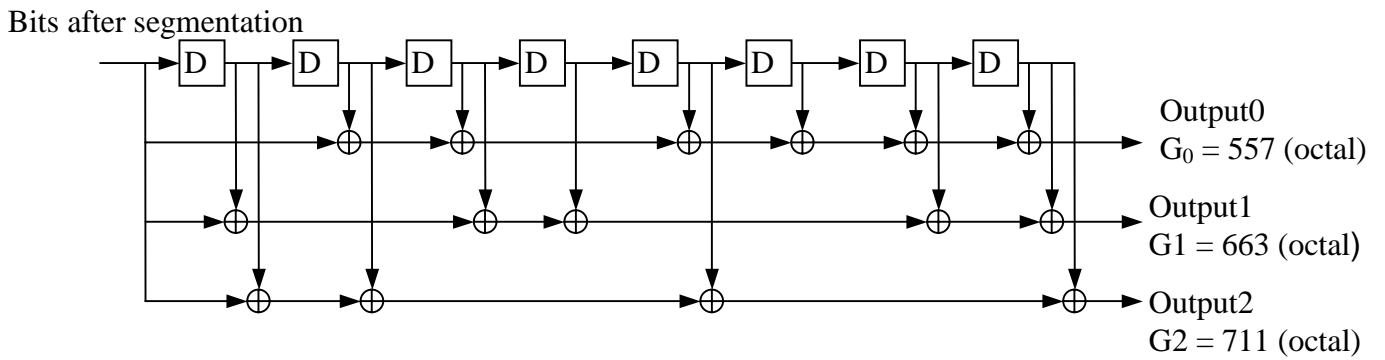 Bits after segmentation
D D D D D D D D
Output0
G₀ = 557 (octal)
Output1
G1 = 663 (octal)
Output2
G2 = 711 (octal)